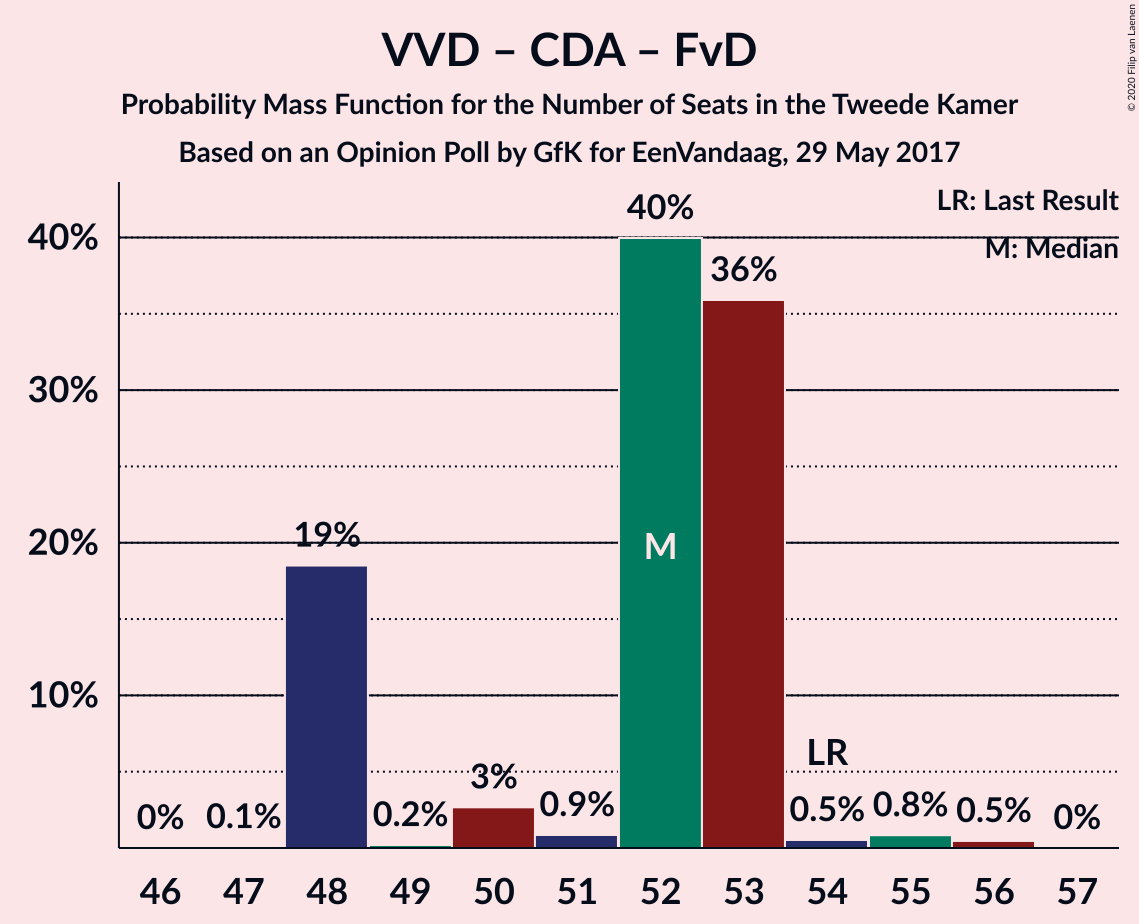 VVD – CDA – FvD
Probability Mass Function for the Number of Seats in the Tweede Kamer
Based on an Opinion Poll by GfK for EenVandaag, 29 May 2017
© 2020 Filip van Laenen
LR: Last Result
M: Median
40%
30%
20%
10%
0%
0.1%
19%
0.2%
3%
0.9%
40%
M
36%
LR
0.5%
0.8%
0.5%
0%
46 47 48 49 50 51 52 53 54 55 56 57